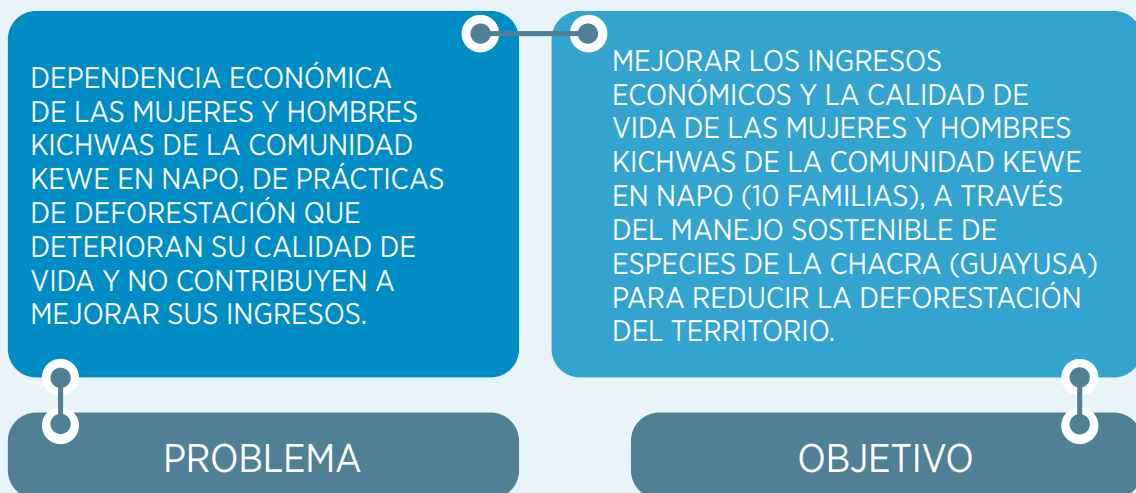 DEPENDENCIA ECONÓMICA
DE LAS MUJERES Y HOMBRES
KICHWAS DE LA COMUNIDAD
KEWE EN NAPO, DE PRÁCTICAS
DE DEFORESTACIÓN QUE
DETERIORAN SU CALIDAD DE
VIDA Y NO CONTRIBUYEN A
MEJORAR SUS INGRESOS.
PROBLEMA
MEJORAR LOS INGRESOS
ECONÓMICOS Y LA CALIDAD DE
VIDA DE LAS MUJERES Y HOMBRES
KICHWAS DE LA COMUNIDAD KEWE
EN NAPO (10 FAMILIAS), A TRAVÉS
DEL MANEJO SOSTENIBLE DE
ESPECIES DE LA CHACRA (GUAYUSA)
PARA REDUCIR LA DEFORESTACIÓN
DEL TERRITORIO.
OBJETIVO